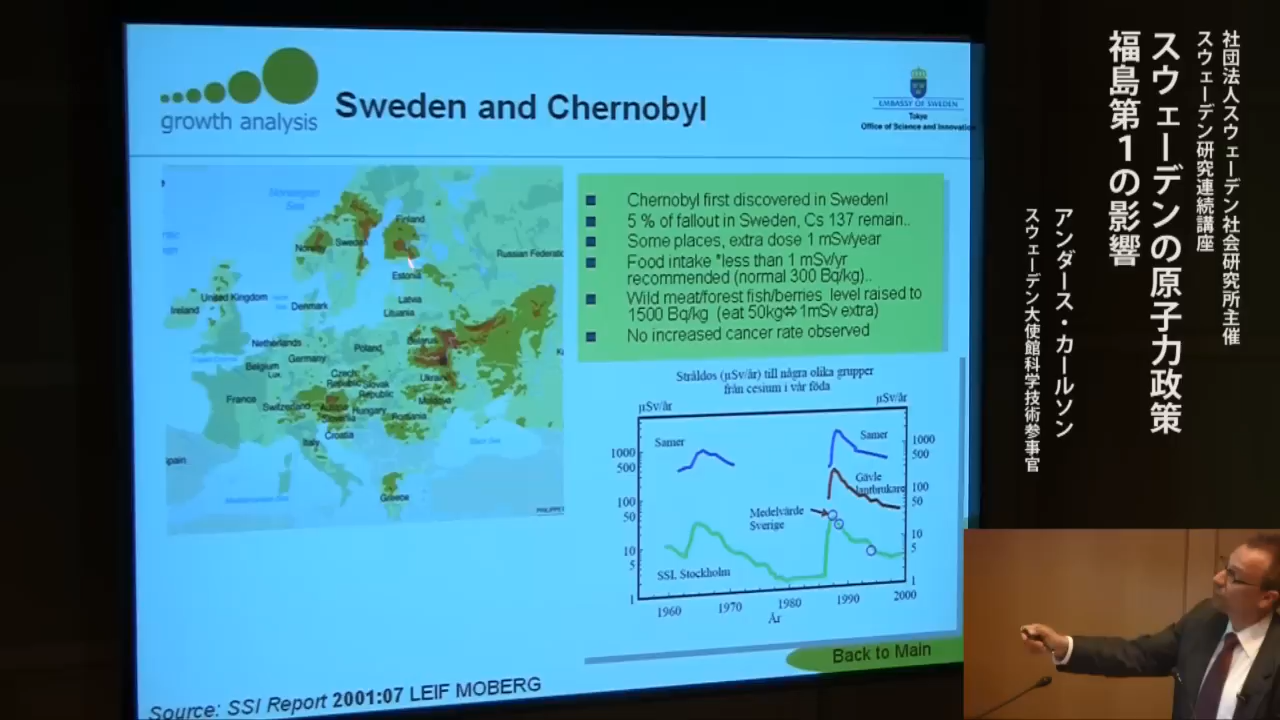 growth analysis
Sweden and Chernobyl
EMBASSY OF SWEDEN
Tokyo
Office of Science and Innovation
Norwegian Sea
Finland
Norway
Sweden
Russian Federatio
Estonia
Latvia
Lithuania
United Kingdom
Ireland
Denmark
Netherlands
Poland
Belarus
Germany
Belgium
Lux.
Czech Republic
Slovak Republic
Ukraine
France
Switzerland
Austria
Hungary
Moldova
Slovenia
Romania
Croatia
Italy
Black Sea
Spain
Greece
PHILIPPE
■ Chernobyl first discovered in Sweden!
■ 5 % of fallout in Sweden, Cs 137 remain..
■ Some places, extra dose 1 mSv/year
■ Food intake "less than 1 mSv/yr
recommended (normal 300 Bq/kg)..
■ Wild meat/forest fish/berries level raised to
1500 Bq/kg (eat 50kg⇔1mSv extra)
■ No increased cancer rate observed
Stråldos (µSv/år) till några olika grupper
från cesium i vår föda
µSv/år
µSv/år
Samer
Samer
Gävle
lantbrukare
Medelvärde
Sverige
SSI, Stockholm
1000
500
100
50
10
5
1
1000
500
100
50
10
5
1
1960 1970 1980 1990 2000
År
Back to Main
Source: SSI Report 2001:07 LEIF MOBERG
社団法人スウェーデン社会研究所主催
スウェーデン研究連続講座
スウェーデンの原子力政策
福島第1の影響
アンダース・カールソン
スウェーデン大使館科学技術参事官